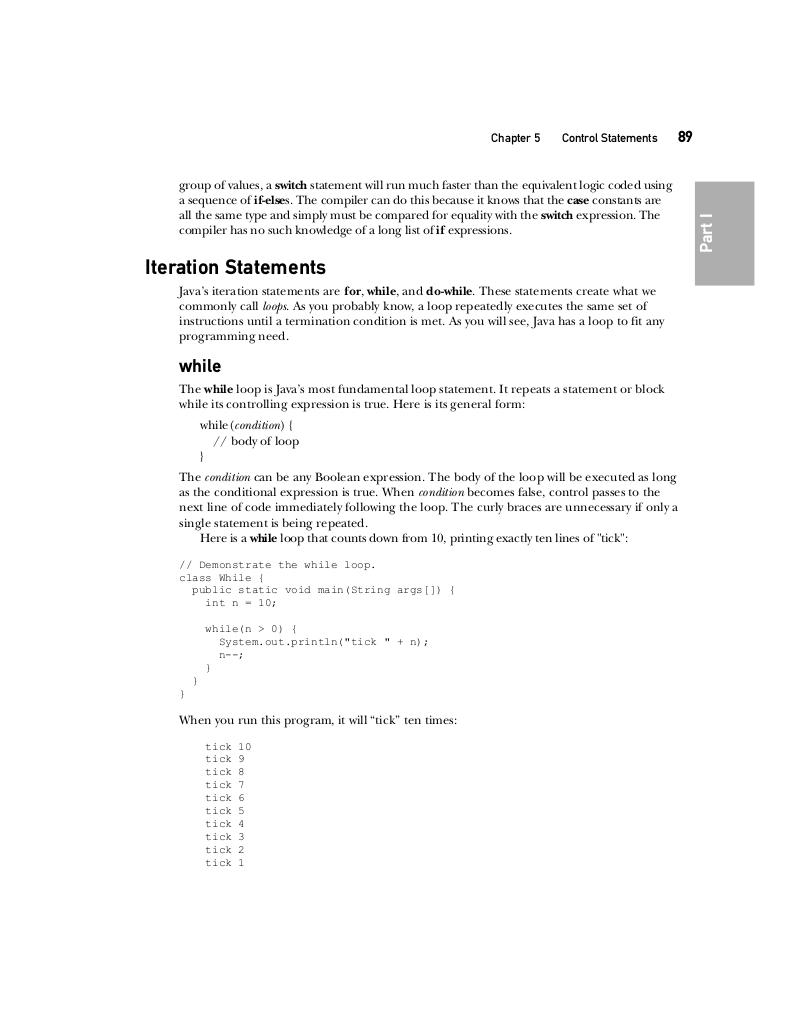 Chapter 5 Control Statements 89
Part I
group of values, a switch statement will run much faster than the equivalent logic coded using
a sequence of if-elses. The compiler can do this because it knows that the case constants are
all the same type and simply must be compared for equality with the switch expression. The
compiler has no such knowledge of a long list of if expressions.
Iteration Statements
Java's iteration statements are for, while, and do-while. These statements create what we
commonly call loops. As you probably know, a loop repeatedly executes the same set of
instructions until a termination condition is met. As you will see, Java has a loop to fit any
programming need.
while
The while loop is Java's most fundamental loop statement. It repeats a statement or block
while its controlling expression is true. Here is its general form:
while (condition) {
// body of loop
}
The condition can be any Boolean expression. The body of the loop will be executed as long
as the conditional expression is true. When condition becomes false, control passes to the
next line of code immediately following the loop. The curly braces are unnecessary if only a
single statement is being repeated.
Here is a while loop that counts down from 10, printing exactly ten lines of "tick":
// Demonstrate the while loop.
class While {
public static void main(String args[]) {
int n = 10;
while(n > 0) {
System.out.println("tick " + n);
n--;
}
}
}
When you run this program, it will “tick” ten times:
tick 10
tick 9
tick 8
tick 7
tick 6
tick 5
tick 4
tick 3
tick 2
tick 1